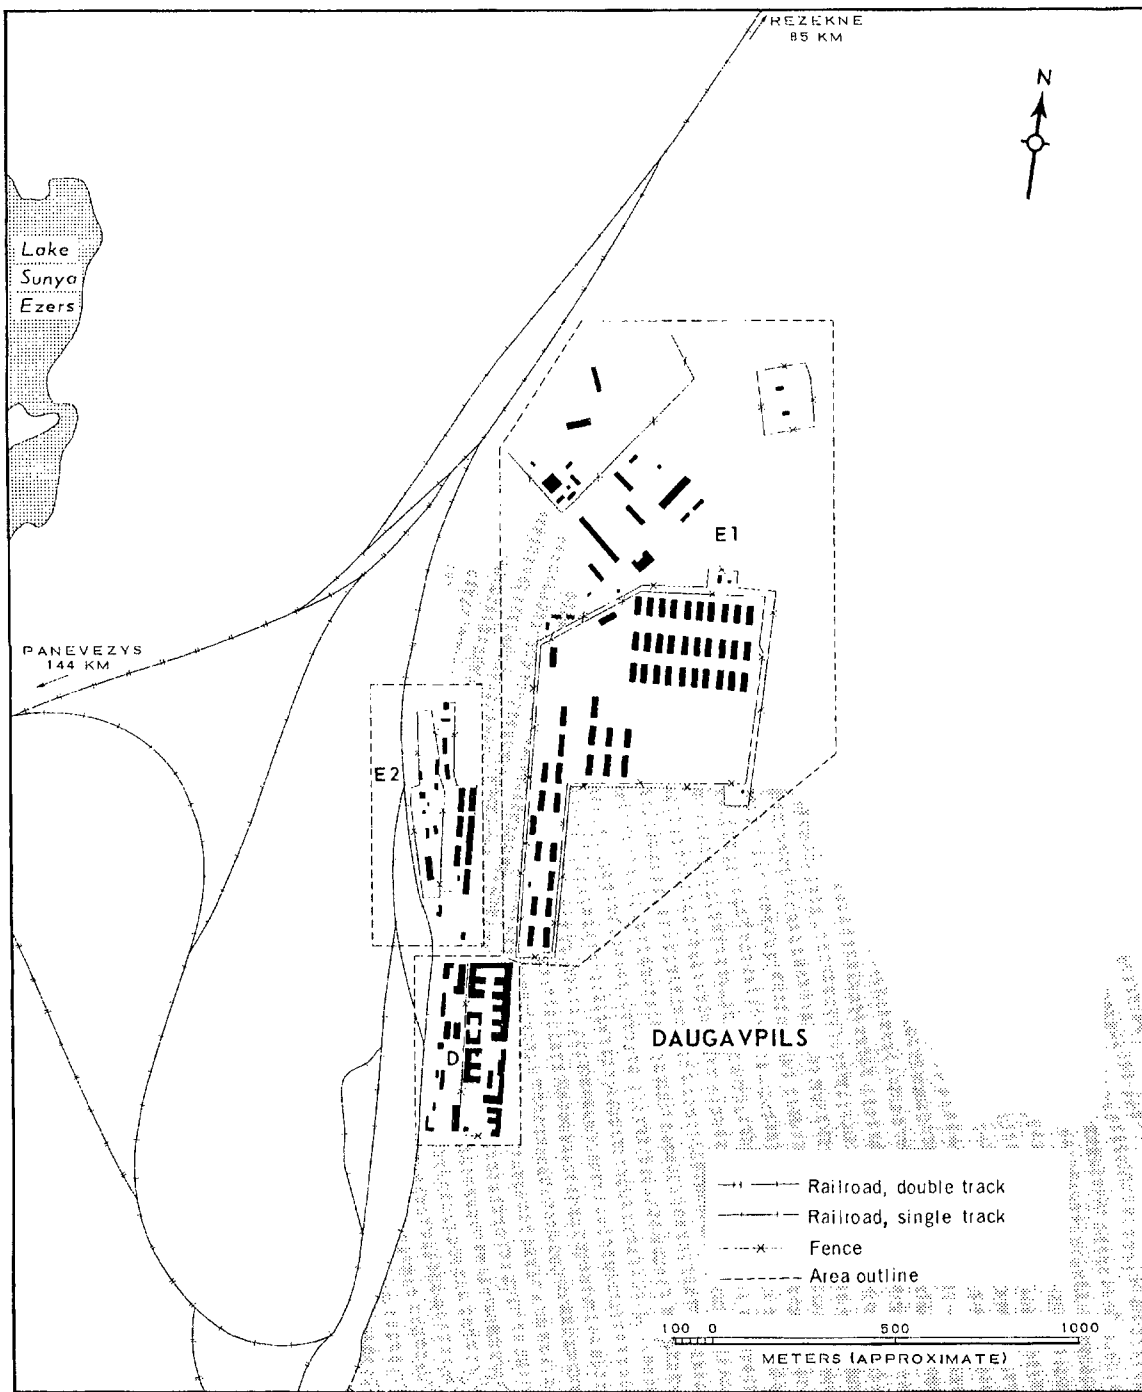 REZEKNE
85 KM
N
Lake
Sunya
Ezers
E1
PANEVEZYS
144 KM
E2
DAUGAVPILS
D
Railroad, double track
Railroad, single track
Fence
Area outline
100 0 500 1000
METERS (APPROXIMATE)